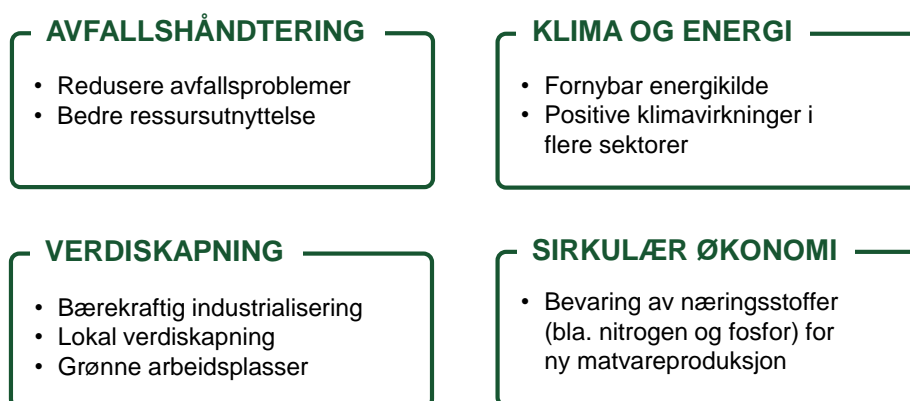 AVFALLSHÅNDTERING
• Redusere avfallsproblemer
• Bedre ressursutnyttelse
KLIMA OG ENERGI
• Fornybar energikilde
• Positive klimavirkninger i
flere sektorer
VERDISKAPNING
• Bærekraftig industrialisering
• Lokal verdiskapning
• Grønne arbeidsplasser
SIRKULÆR ØKONOMI
• Bevaring av næringsstoffer
(bla. nitrogen og fosfor) for
ny matvareproduksjon